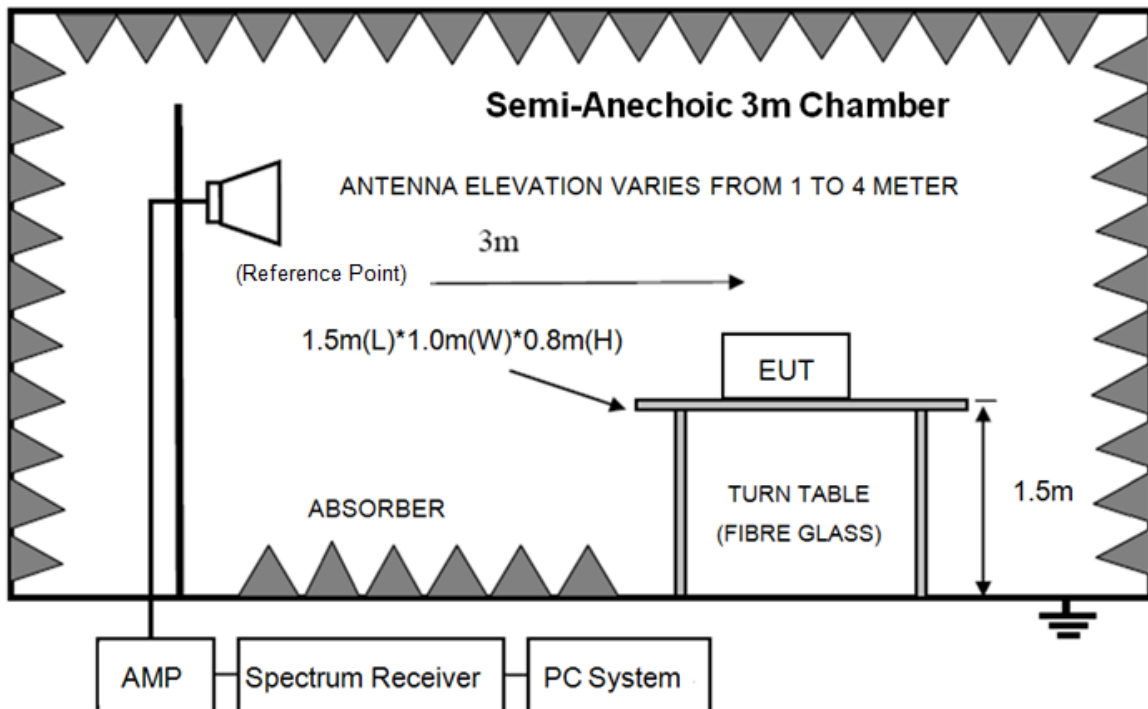 Semi-Anechoic 3m Chamber
ANTENNA ELEVATION VARIES FROM 1 TO 4 METER
3m
(Reference Point)
1.5m(L)*1.0m(W)*0.8m(H)
EUT
ABSORBER
TURN TABLE
(FIBRE GLASS)
1.5m
AMP
Spectrum Receiver
PC System